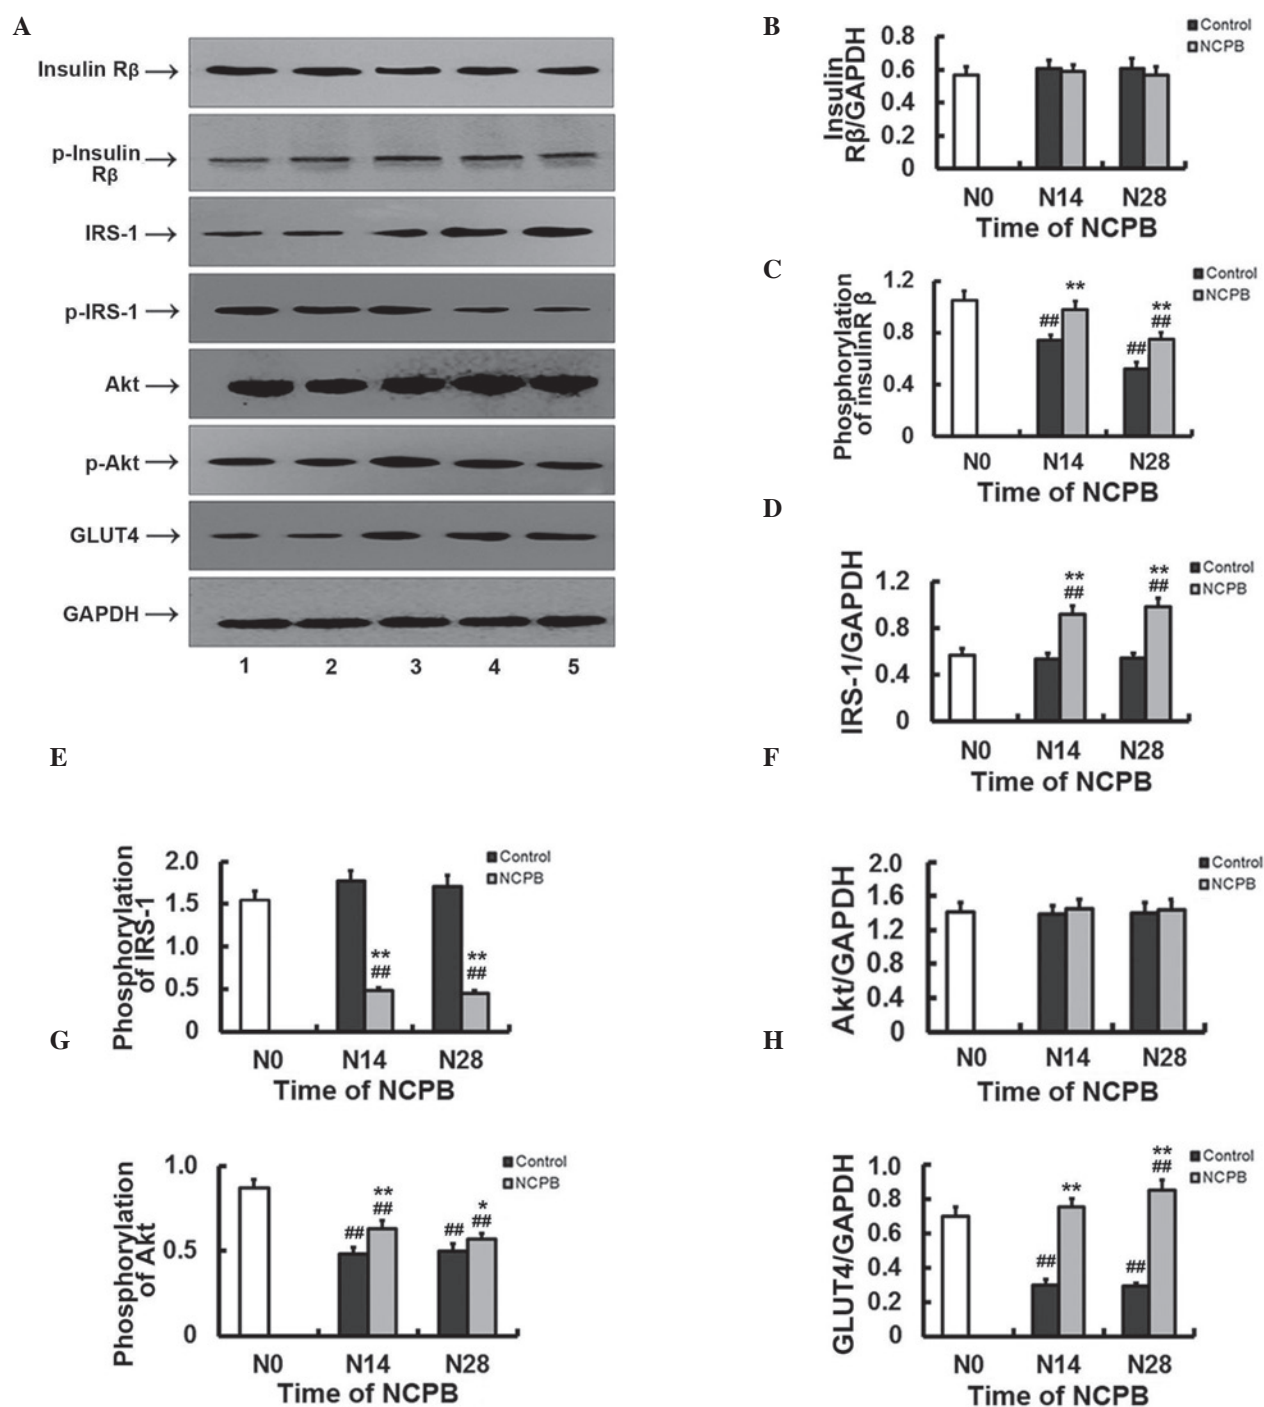 A
Insulin Rβ →
p-Insulin →
Rβ
IRS-1 →
p-IRS-1 →
Akt →
p-Akt →
GLUT4 →
GAPDH →
1 2 3 4 5
B
Insulin
Rβ/GAPDH
0.8
0.6
0.4
0.2
0
Control
NCPB
N0 N14 N28
Time of NCPB
C
Phosphorylation
of insulinR β
1.2
0.8
0.4
0
Control
NCPB
##
**
##
**
##
N0 N14 N28
Time of NCPB
D
IRS-1/GAPDH
1.2
0.8
0.4
0
Control
NCPB
**
##
**
##
N0 N14 N28
Time of NCPB
E
Phosphorylation
of IRS-1
2.0
1.5
1.0
0.5
0
Control
NCPB
**
##
**
##
N0 N14 N28
Time of NCPB
F
Akt/GAPDH
2.0
1.6
1.2
0.8
0.4
0
Control
NCPB
N0 N14 N28
Time of NCPB
G
Phosphorylation
of Akt
1.0
0.5
0
Control
NCPB
##
**
##
##
*
##
N0 N14 N28
Time of NCPB
H
GLUT4/GAPDH
1.0
0.8
0.6
0.4
0.2
0
Control
NCPB
##
**
##
**
##
N0 N14 N28
Time of NCPB